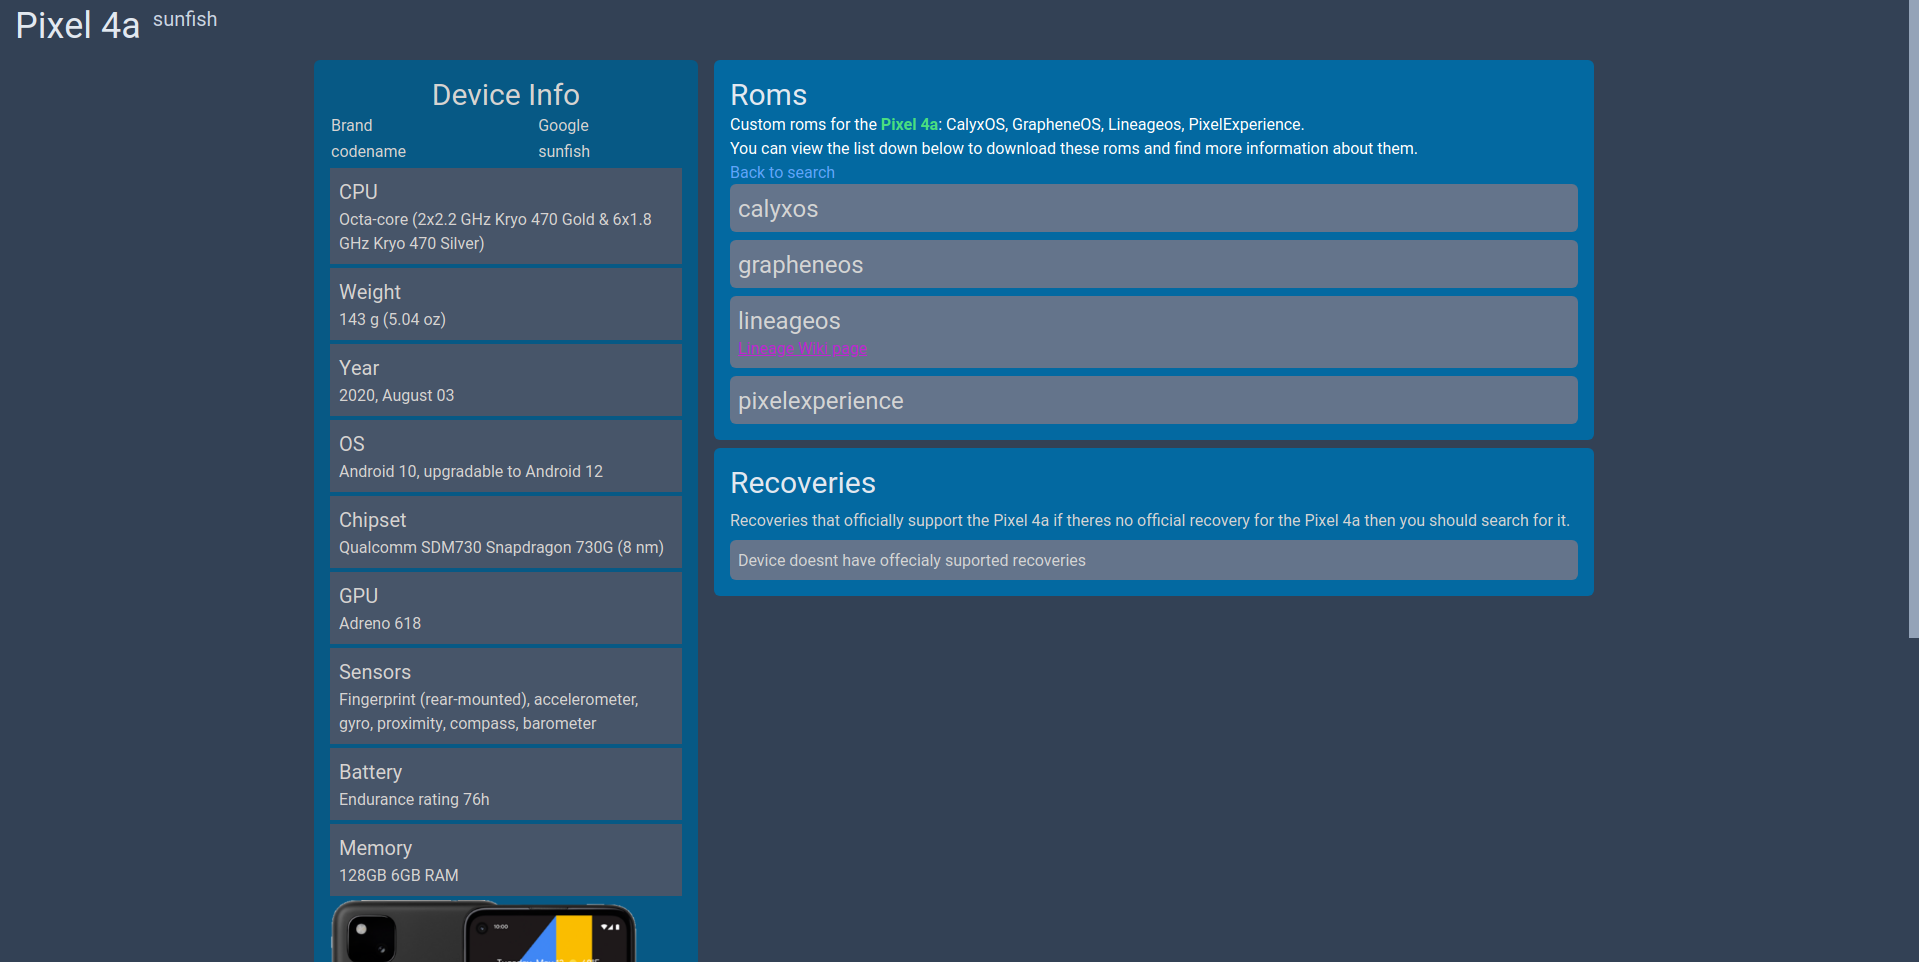 Pixel 4a sunfish
Device Info
Brand Google
codename sunfish
CPU
Octa-core (2x2.2 GHz Kryo 470 Gold & 6x1.8
GHz Kryo 470 Silver)
Weight
143 g (5.04 oz)
Year
2020, August 03
OS
Android 10, upgradable to Android 12
Chipset
Qualcomm SDM730 Snapdragon 730G (8 nm)
GPU
Adreno 618
Sensors
Fingerprint (rear-mounted), accelerometer,
gyro, proximity, compass, barometer
Battery
Endurance rating 76h
Memory
128GB 6GB RAM
10:00
Roms
Custom roms for the Pixel 4a: CalyxOS, GrapheneOS, Lineageos, PixelExperience.
You can view the list down below to download these roms and find more information about them.
Back to search
calyxos
grapheneos
lineageos
Lineage Wiki page
pixelexperience
Recoveries
Recoveries that officially support the Pixel 4a if theres no official recovery for the Pixel 4a then you should search for it.
Device doesnt have offecialy suported recoveries